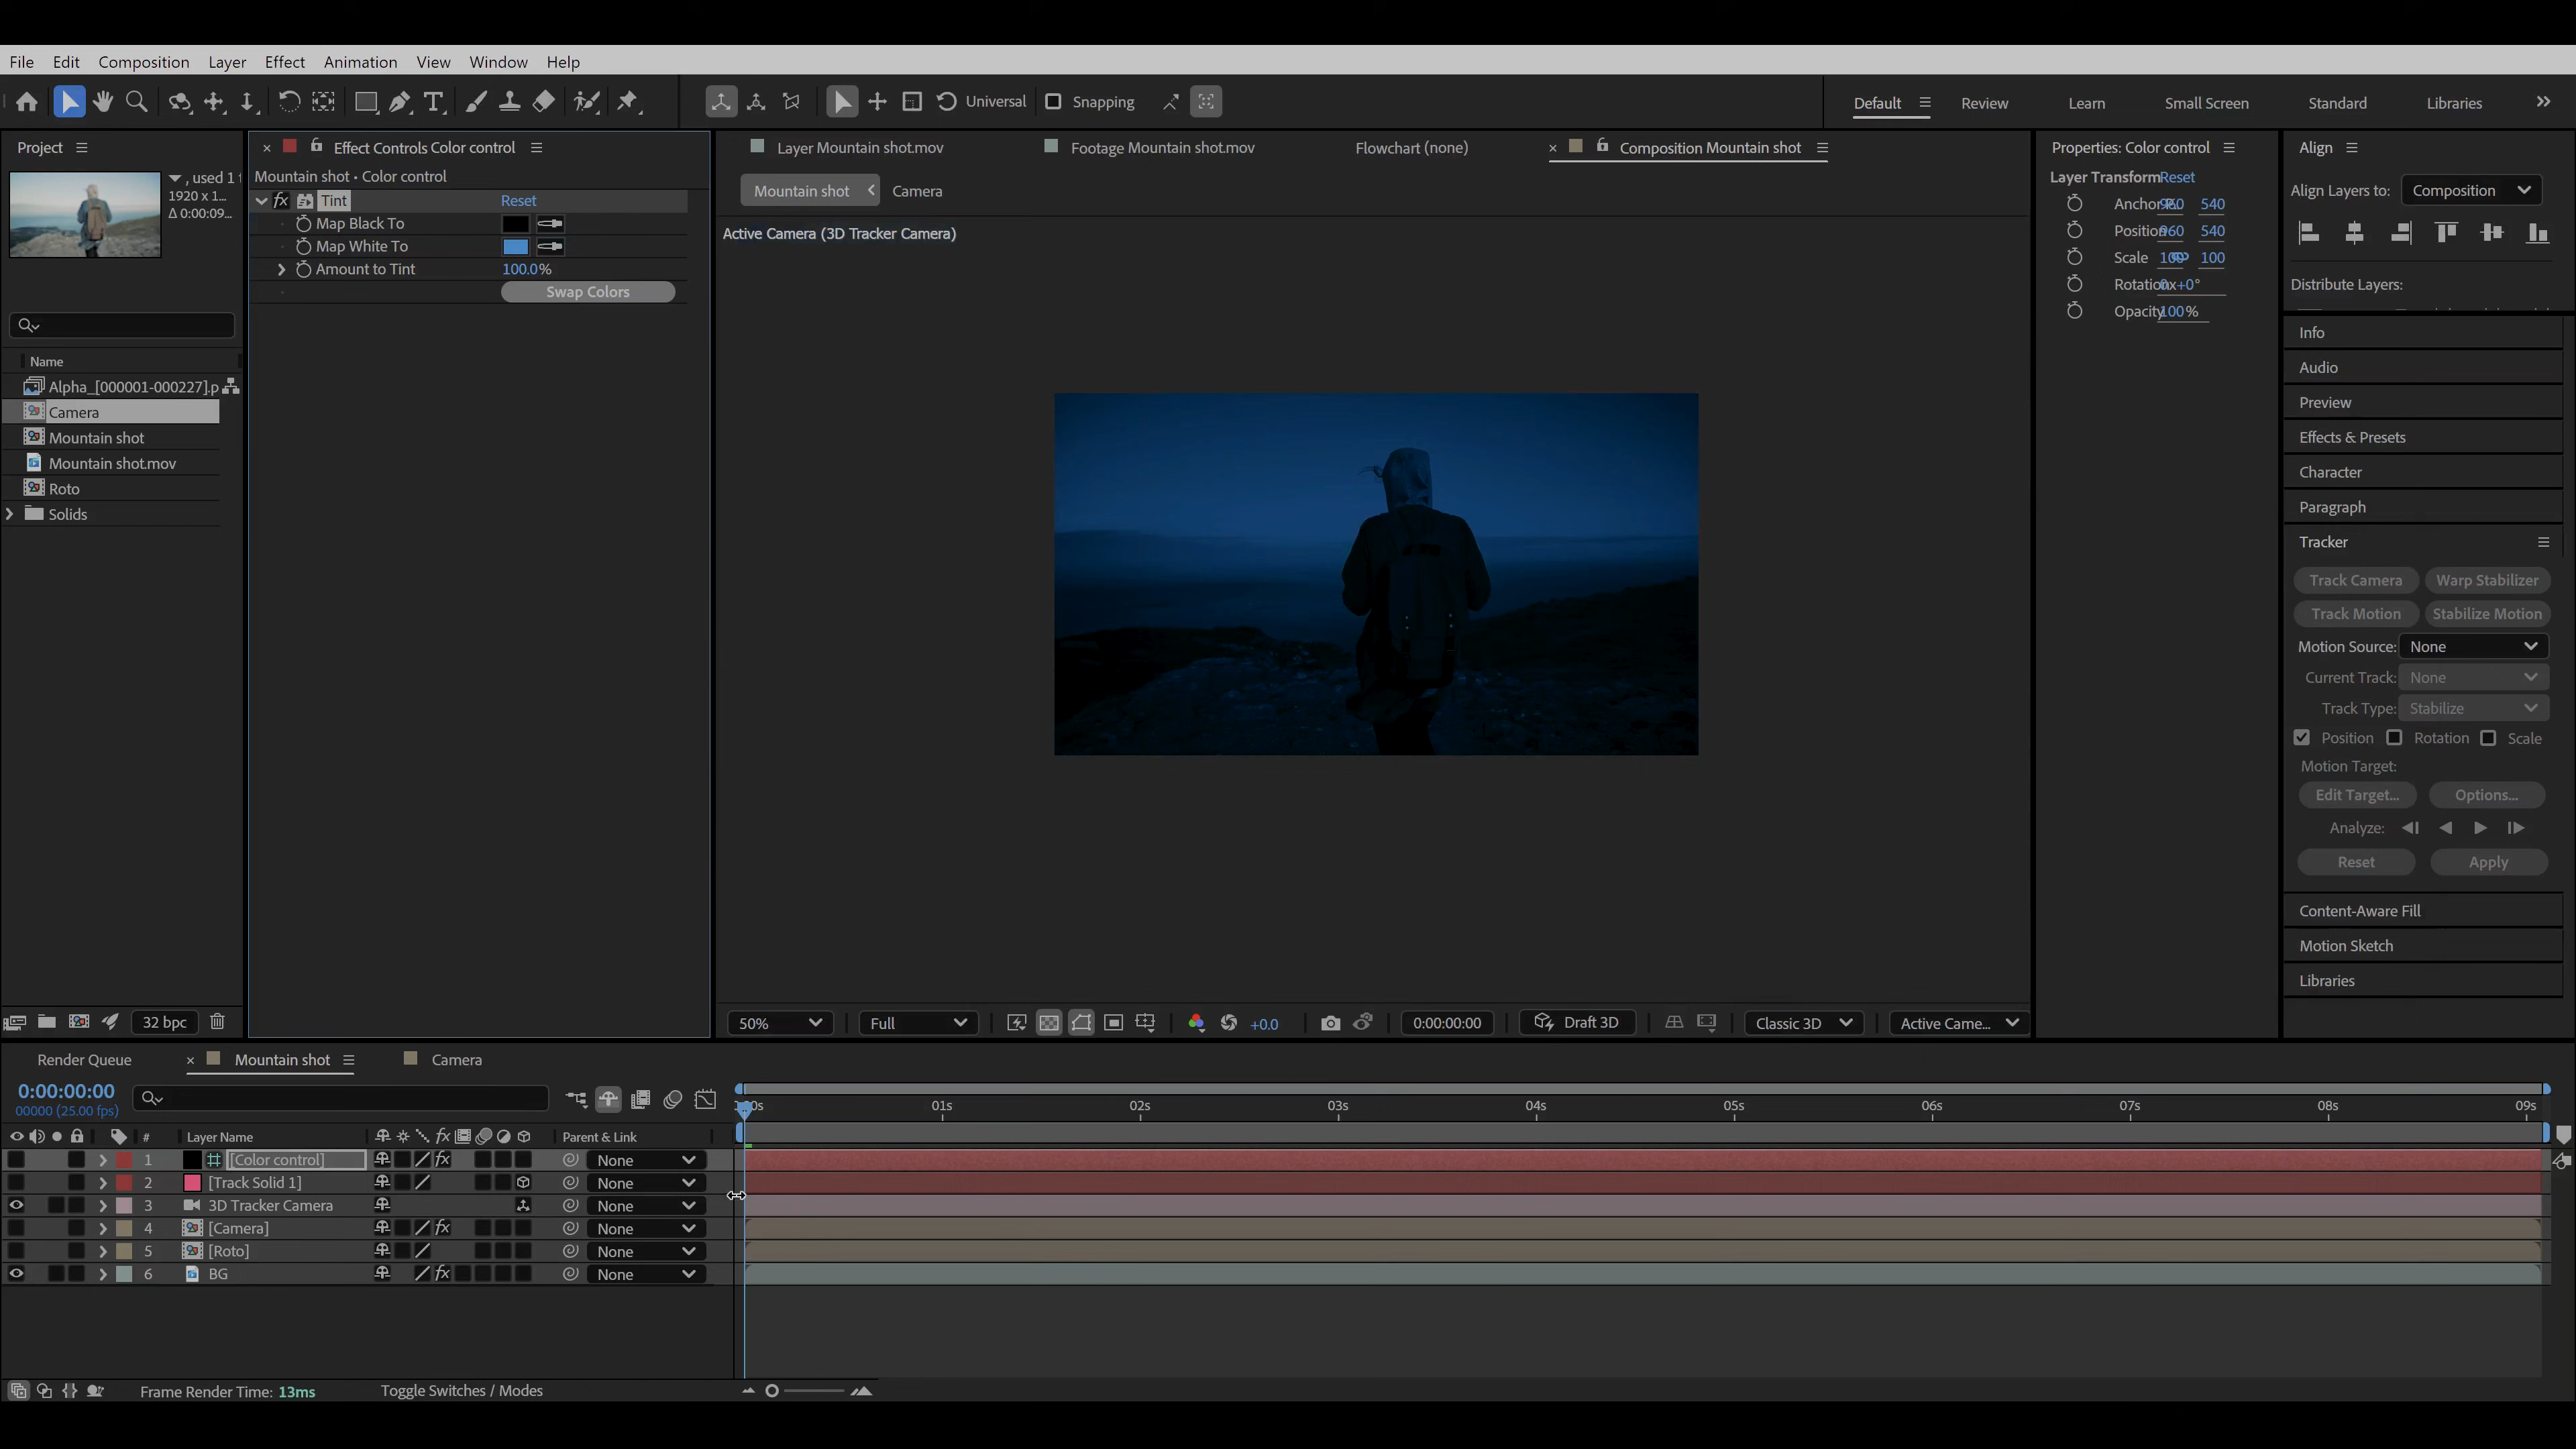 File Edit Composition Layer Effect Animation View Window Help
Universal Snapping Default Review Learn Small Screen Standard Libraries
Project
, used 1 t
1920 x 1...
Δ 0:00:09...
Name
Alpha_[000001-000227].p
Camera
Mountain shot
Mountain shot.mov
Roto
Solids
32 bpc
Effect Controls Color control
Mountain shot • Color control
fx Tint Reset
Map Black To
Map White To
Amount to Tint 100.0%
Swap Colors
Layer Mountain shot.mov Footage Mountain shot.mov Flowchart (none) Composition Mountain shot
Mountain shot Camera
Active Camera (3D Tracker Camera)
50% Full +0.0 0:00:00:00 Draft 3D Classic 3D Active Came...
Properties: Color control
Layer Transform Reset
Anchor 960 540
Position 960 540
Scale 100 100
Rotation 0x+0°
Opacity 100%
Align
Align Layers to: Composition
Distribute Layers:
Info
Audio
Preview
Effects & Presets
Character
Paragraph
Tracker
Track Camera Warp Stabilizer
Track Motion Stabilize Motion
Motion Source: None
Current Track: None
Track Type: Stabilize
Position Rotation Scale
Motion Target:
Edit Target... Options...
Analyze:
Reset Apply
Content-Aware Fill
Motion Sketch
Libraries
Render Queue Mountain shot Camera
0:00:00:00
00000 (25.00 fps)
01s 02s 03s 04s 05s 06s 07s 08s 09s
# Layer Name fx Parent & Link
1 [Color control] fx None
2 [Track Solid 1] None
3 3D Tracker Camera None
4 [Camera] fx None
5 [Roto] None
6 BG fx None
Frame Render Time: 13ms Toggle Switches / Modes